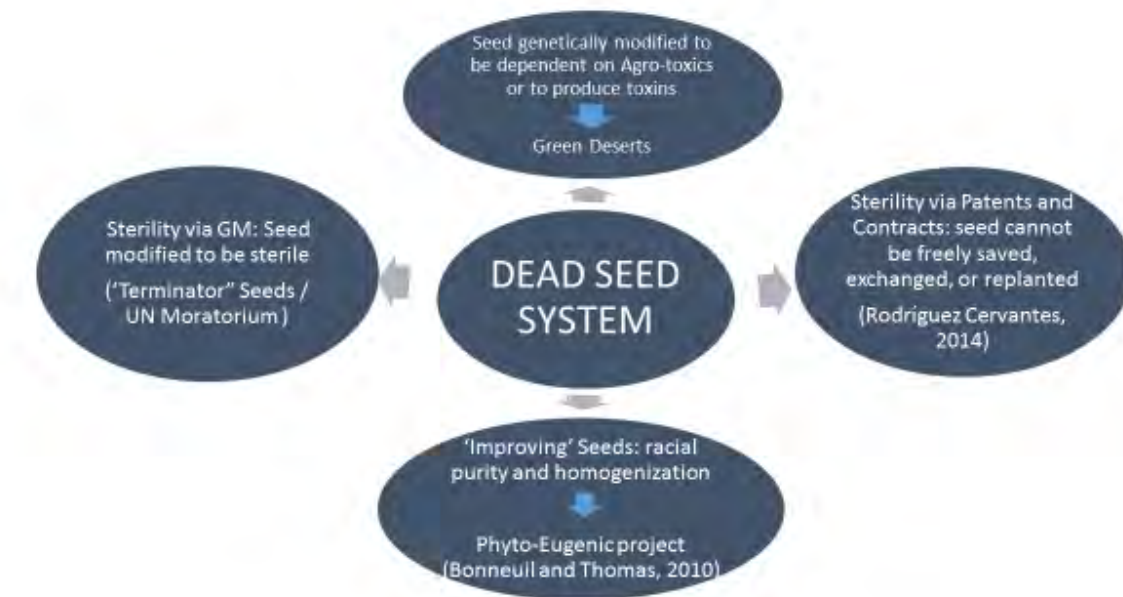 Seed genetically modified to
be dependent on Agro-toxics
or to produce toxins
Green Deserts
Sterility via GM: Seed
modified to be sterile
('Terminator" Seeds /
UN Moratorium )
DEAD SEED
SYSTEM
Sterility via Patents and
Contracts: seed cannot
be freely saved,
exchanged, or replanted
(Rodríguez Cervantes,
2014)
'Improving' Seeds: racial
purity and homogenization
Phyto-Eugenic project
(Bonneuil and Thomas, 2010)